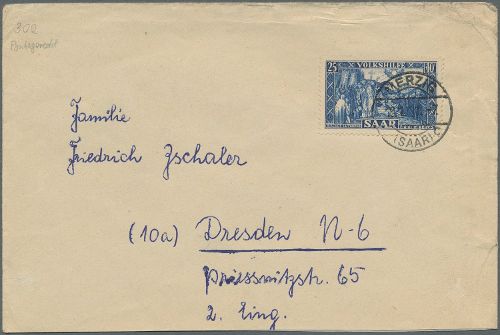 302
25 VOLKSHILFE +10
MERZIG
SAAR
(SAAR) C
Familie
Friedrich Zschaler
(10a) Dresden N-6
Priessnitzstr. 65
2. Eing.